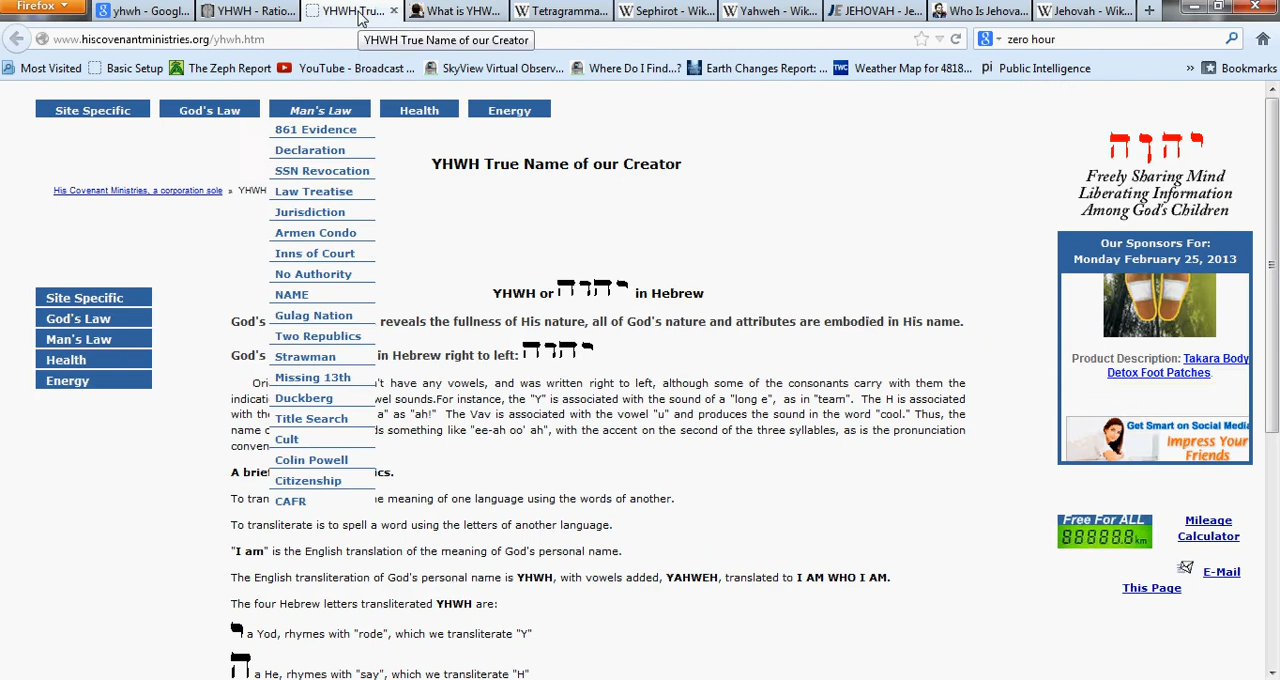 Firefox
yhwh - Googl...
YHWH - Ratio...
YHWH Tru...
What is YHW...
Tetragramma...
Sephirot - Wik...
Yahweh - Wik...
JEHOVAH - Je...
Who Is Jehova...
Jehovah - Wiki...
www.hiscovenantministries.org/yhwh.htm
YHWH True Name of our Creator
zero hour
Most Visited
Basic Setup
The Zeph Report
YouTube - Broadcast ...
SkyView Virtual Observ...
Where Do I Find...?
Earth Changes Report: ...
Weather Map for 4818...
Public Intelligence
Bookmarks
Site Specific
God's Law
Man's Law
Health
Energy
861 Evidence
Declaration
SSN Revocation
Law Treatise
Jurisdiction
Armen Condo
Inns of Court
No Authority
NAME
Gulag Nation
Two Republics
Strawman
Missing 13th
Duckberg
Title Search
Cult
Colin Powell
Citizenship
CAFR
YHWH True Name of our Creator
His Covenant Ministries, a corporation sole » YHWH
Site Specific
God's Law
Man's Law
Health
Energy
YHWH or יהוה in Hebrew
God's reveals the fullness of His nature, all of God's nature and attributes are embodied in His name.
God's in Hebrew right to left: יהוה
have any vowels, and was written right to left, although some of the consonants carry with them the
sounds.For instance, the "Y" is associated with the sound of a "long e", as in "team". The H is associated
with the "a" as "ah!" The Vav is associated with the vowel "u" and produces the sound in the word "cool." Thus, the
name something like "ee-ah oo' ah", with the accent on the second of the three syllables, as is the pronunciation
A
To meaning of one language using the words of another.
To transliterate is to spell a word using the letters of another language.
"I am" is the English translation of the meaning of God's personal name.
The English transliteration of God's personal name is YHWH, with vowels added, YAHWEH, translated to I AM WHO I AM.
The four Hebrew letters transliterated YHWH are:
י a Yod, rhymes with "rode", which we transliterate "Y"
ה a He, rhymes with "say", which we transliterate "H"
יהוה
Freely Sharing Mind
Liberating Information
Among God's Children
Our Sponsors For:
Monday February 25, 2013
Product Description: Takara Body
Detox Foot Patches.
Get Smart on Social Media
Impress Your
Friends
Free For ALL
888888 km
Mileage
Calculator
E-Mail
This Page